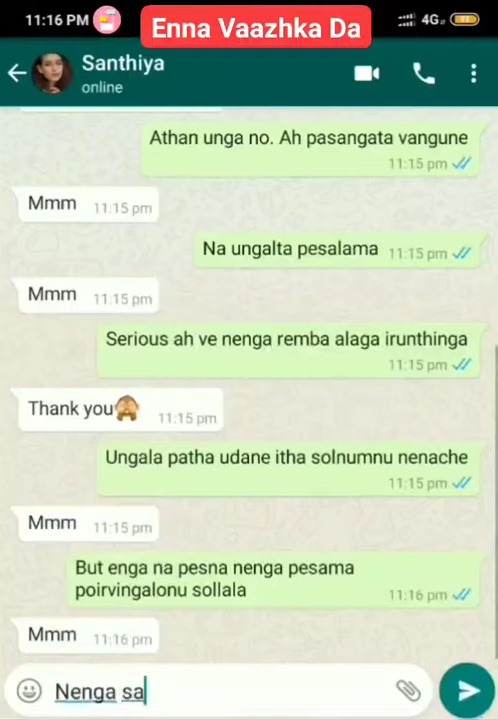 11:16 PM
Enna Vaazhka Da
4G
Santhiya
online
Athan unga no. Ah pasangata vangune
11:15 pm
Mmm 11:15 pm
Na ungalta pesalama 11:15 pm
Mmm 11:15 pm
Serious ah ve nenga remba alaga irunthinga
11:15 pm
Thank you🙈 11:15 pm
Ungala patha udane itha solnumnu nenache
11:15 pm
Mmm 11:15 pm
But enga na pesna nenga pesama
poirvingalonu sollala 11:16 pm
Mmm 11:16 pm
Nenga sa